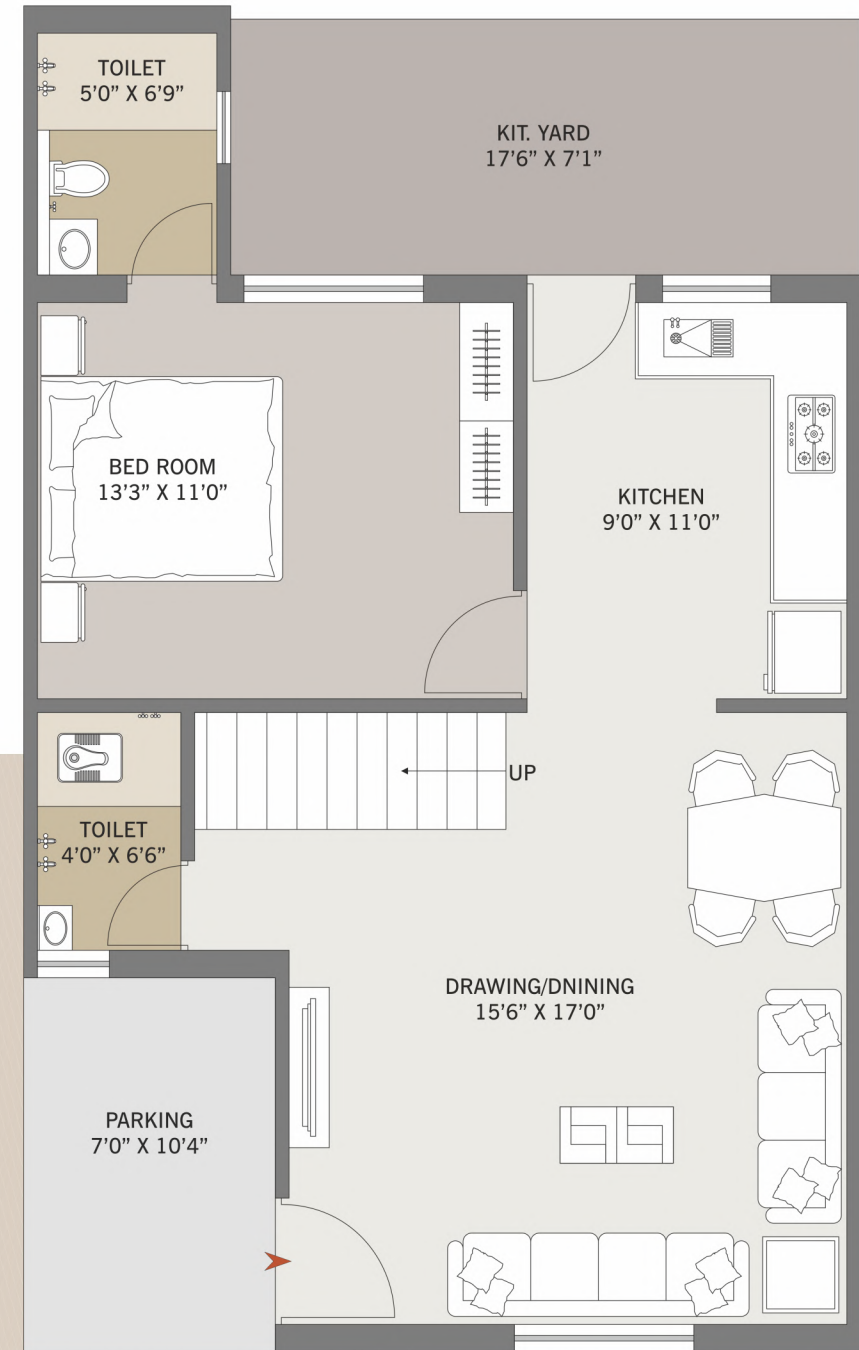 TOILET
5’0” X 6’9”
KIT. YARD
17’6” X 7’1”
BED ROOM
13’3” X 11’0”
KITCHEN
9’0” X 11’0”
UP
TOILET
4’0” X 6’6”
DRAWING/DNINING
15’6” X 17’0”
PARKING
7’0” X 10’4”